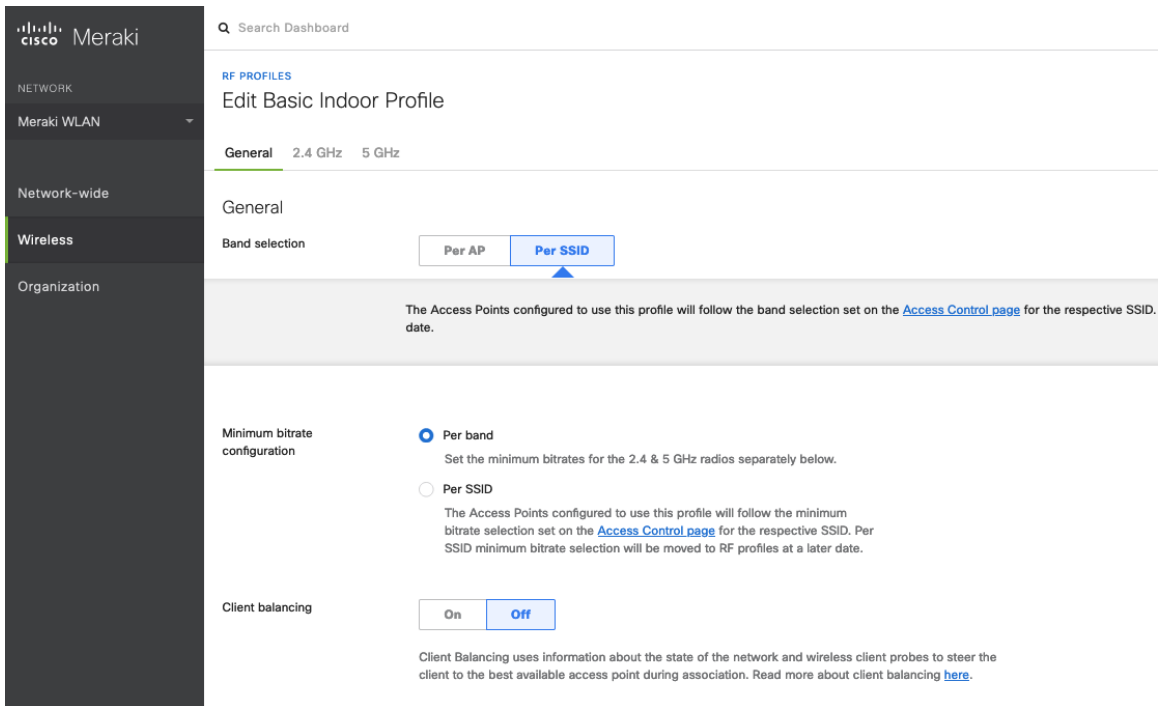 cisco Meraki
Search Dashboard
NETWORK
Meraki WLAN
Network-wide
Wireless
Organization
RF PROFILES
Edit Basic Indoor Profile
General 2.4 GHz 5 GHz
General
Band selection
Per AP Per SSID
The Access Points configured to use this profile will follow the band selection set on the Access Control page for the respective SSID.
date.
Minimum bitrate
configuration
Per band
Set the minimum bitrates for the 2.4 & 5 GHz radios separately below.
Per SSID
The Access Points configured to use this profile will follow the minimum
bitrate selection set on the Access Control page for the respective SSID. Per
SSID minimum bitrate selection will be moved to RF profiles at a later date.
Client balancing
On Off
Client Balancing uses information about the state of the network and wireless client probes to steer the
client to the best available access point during association. Read more about client balancing here.